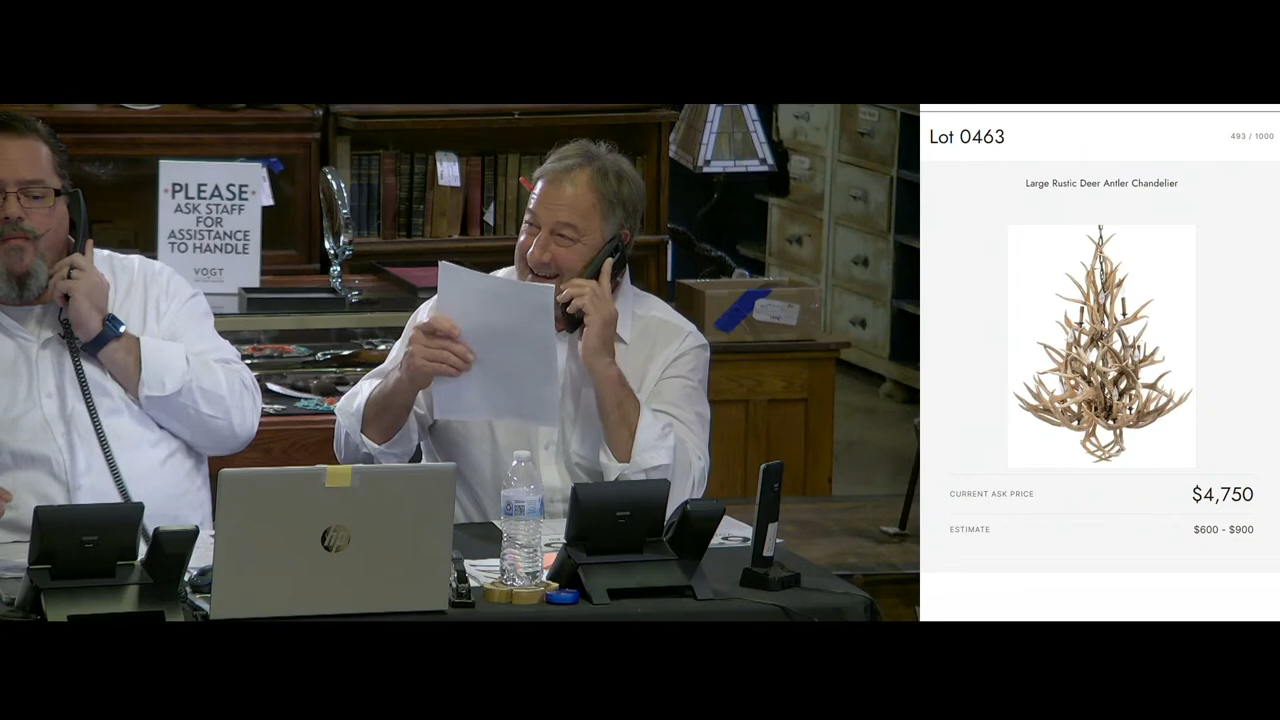 PLEASE
ASK STAFF
FOR
ASSISTANCE
TO HANDLE
VOGT
hp
Lot 0463
493 / 1000
Large Rustic Deer Antler Chandelier
CURRENT ASK PRICE
$4,750
ESTIMATE
$600 - $900